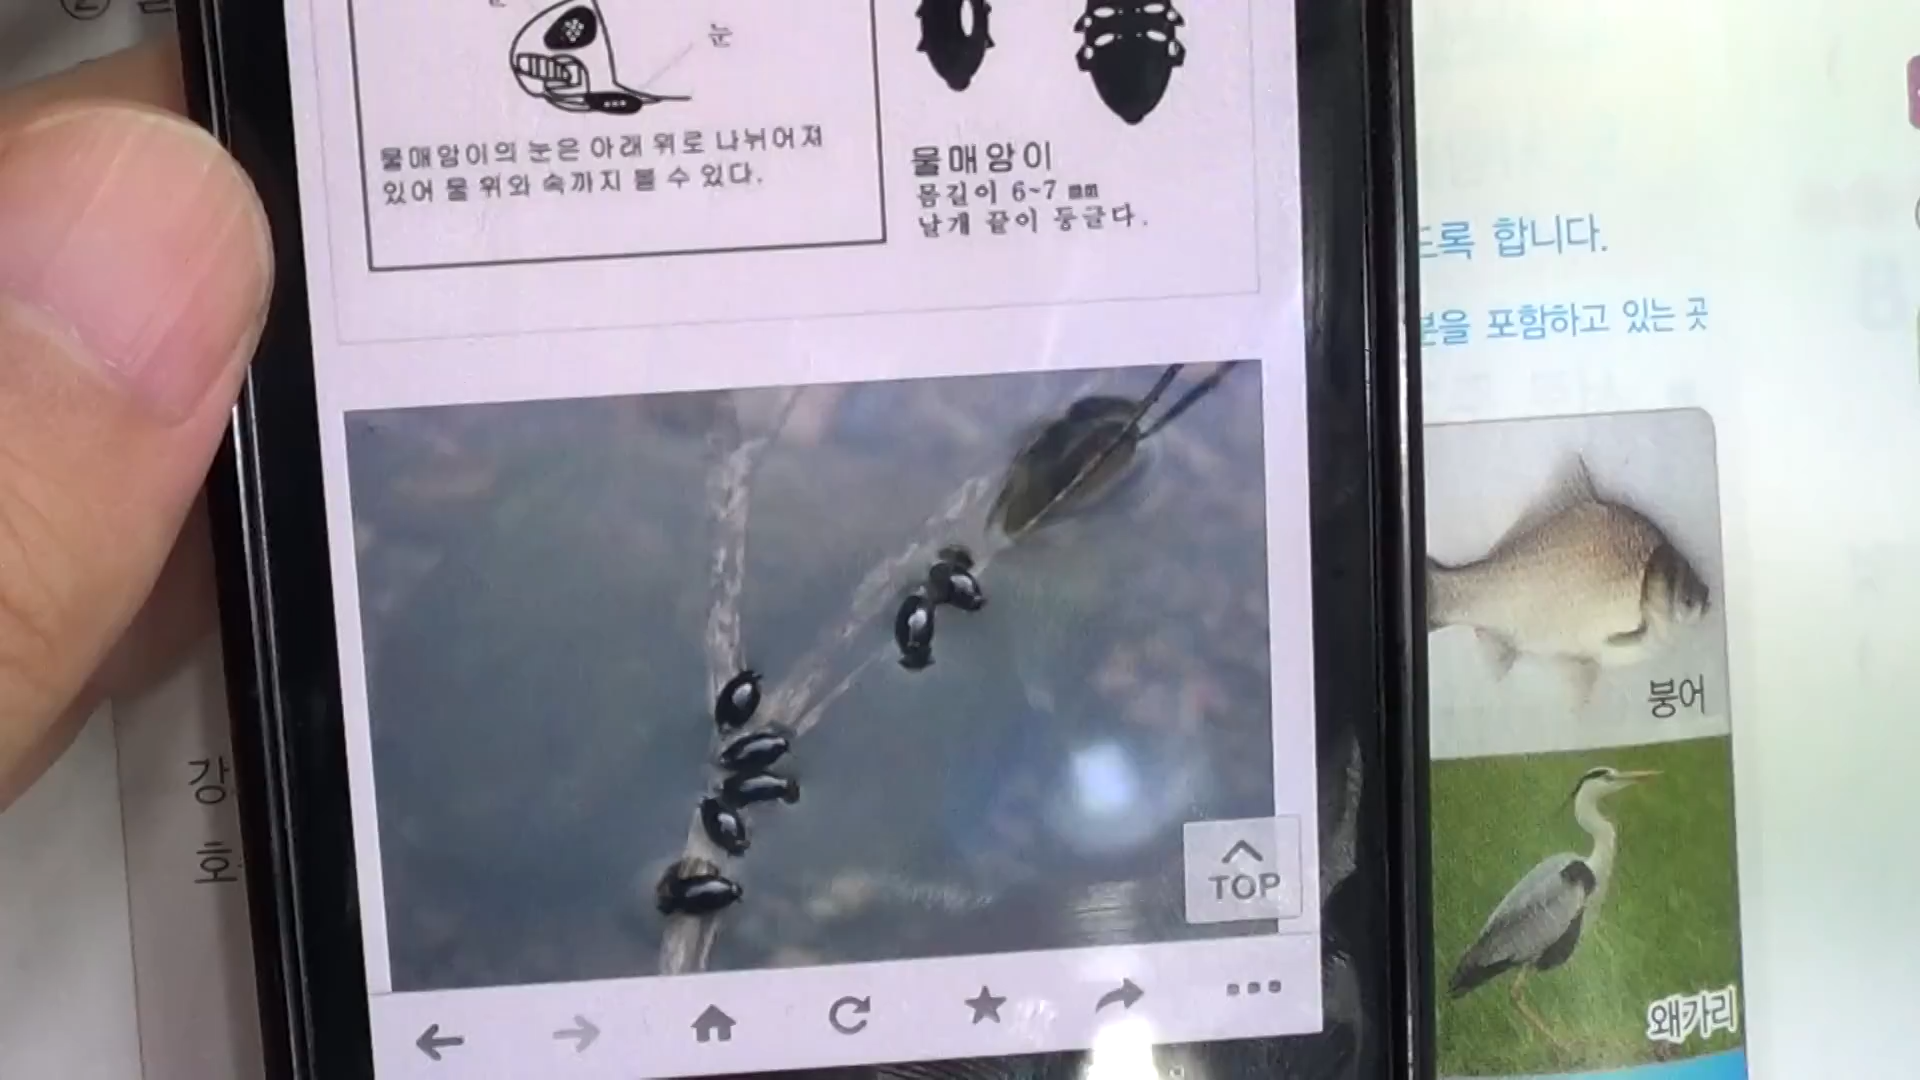 눈
물매암이의 눈은 아래 위로 나뉘어져
있어 물 위와 속까지 볼 수 있다.
물매암이
몸길이 6~7 mm
날개 끝이 둥글다.
TOP
도록 합니다.
분을 포함하고 있는 곳
강
호
붕어
왜가리